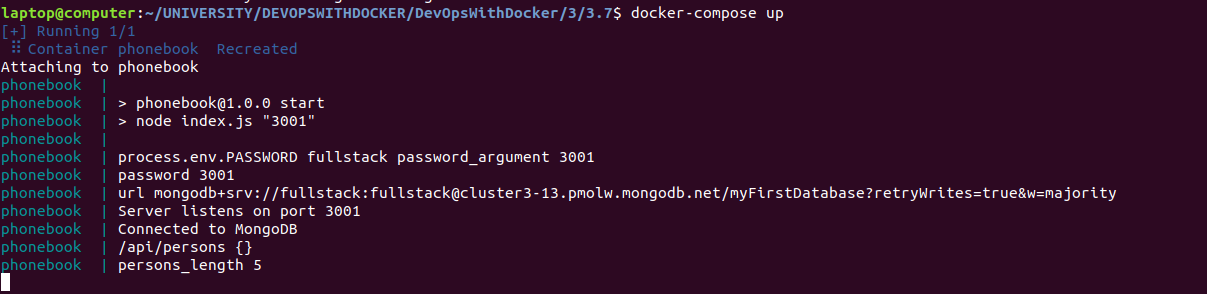 laptop@computer:~/UNIVERSITY/DEVOPSWITHDOCKER/DevOpsWithDocker/3/3.7$ docker-compose up
[+] Running 1/1
⠿ Container phonebook  Recreated
Attaching to phonebook
phonebook  |
phonebook  | > phonebook@1.0.0 start
phonebook  | > node index.js "3001"
phonebook  |
phonebook  | process.env.PASSWORD fullstack password_argument 3001
phonebook  | password 3001
phonebook  | url mongodb+srv://fullstack:fullstack@cluster3-13.pmolw.mongodb.net/myFirstDatabase?retryWrites=true&w=majority
phonebook  | Server listens on port 3001
phonebook  | Connected to MongoDB
phonebook  | /api/persons {}
phonebook  | persons_length 5